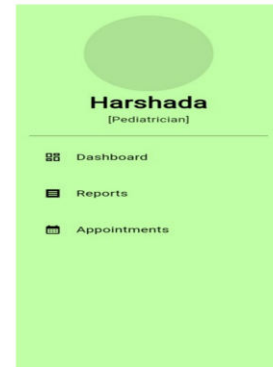 Harshada
[Pediatrician]
Dashboard
Reports
Appointments